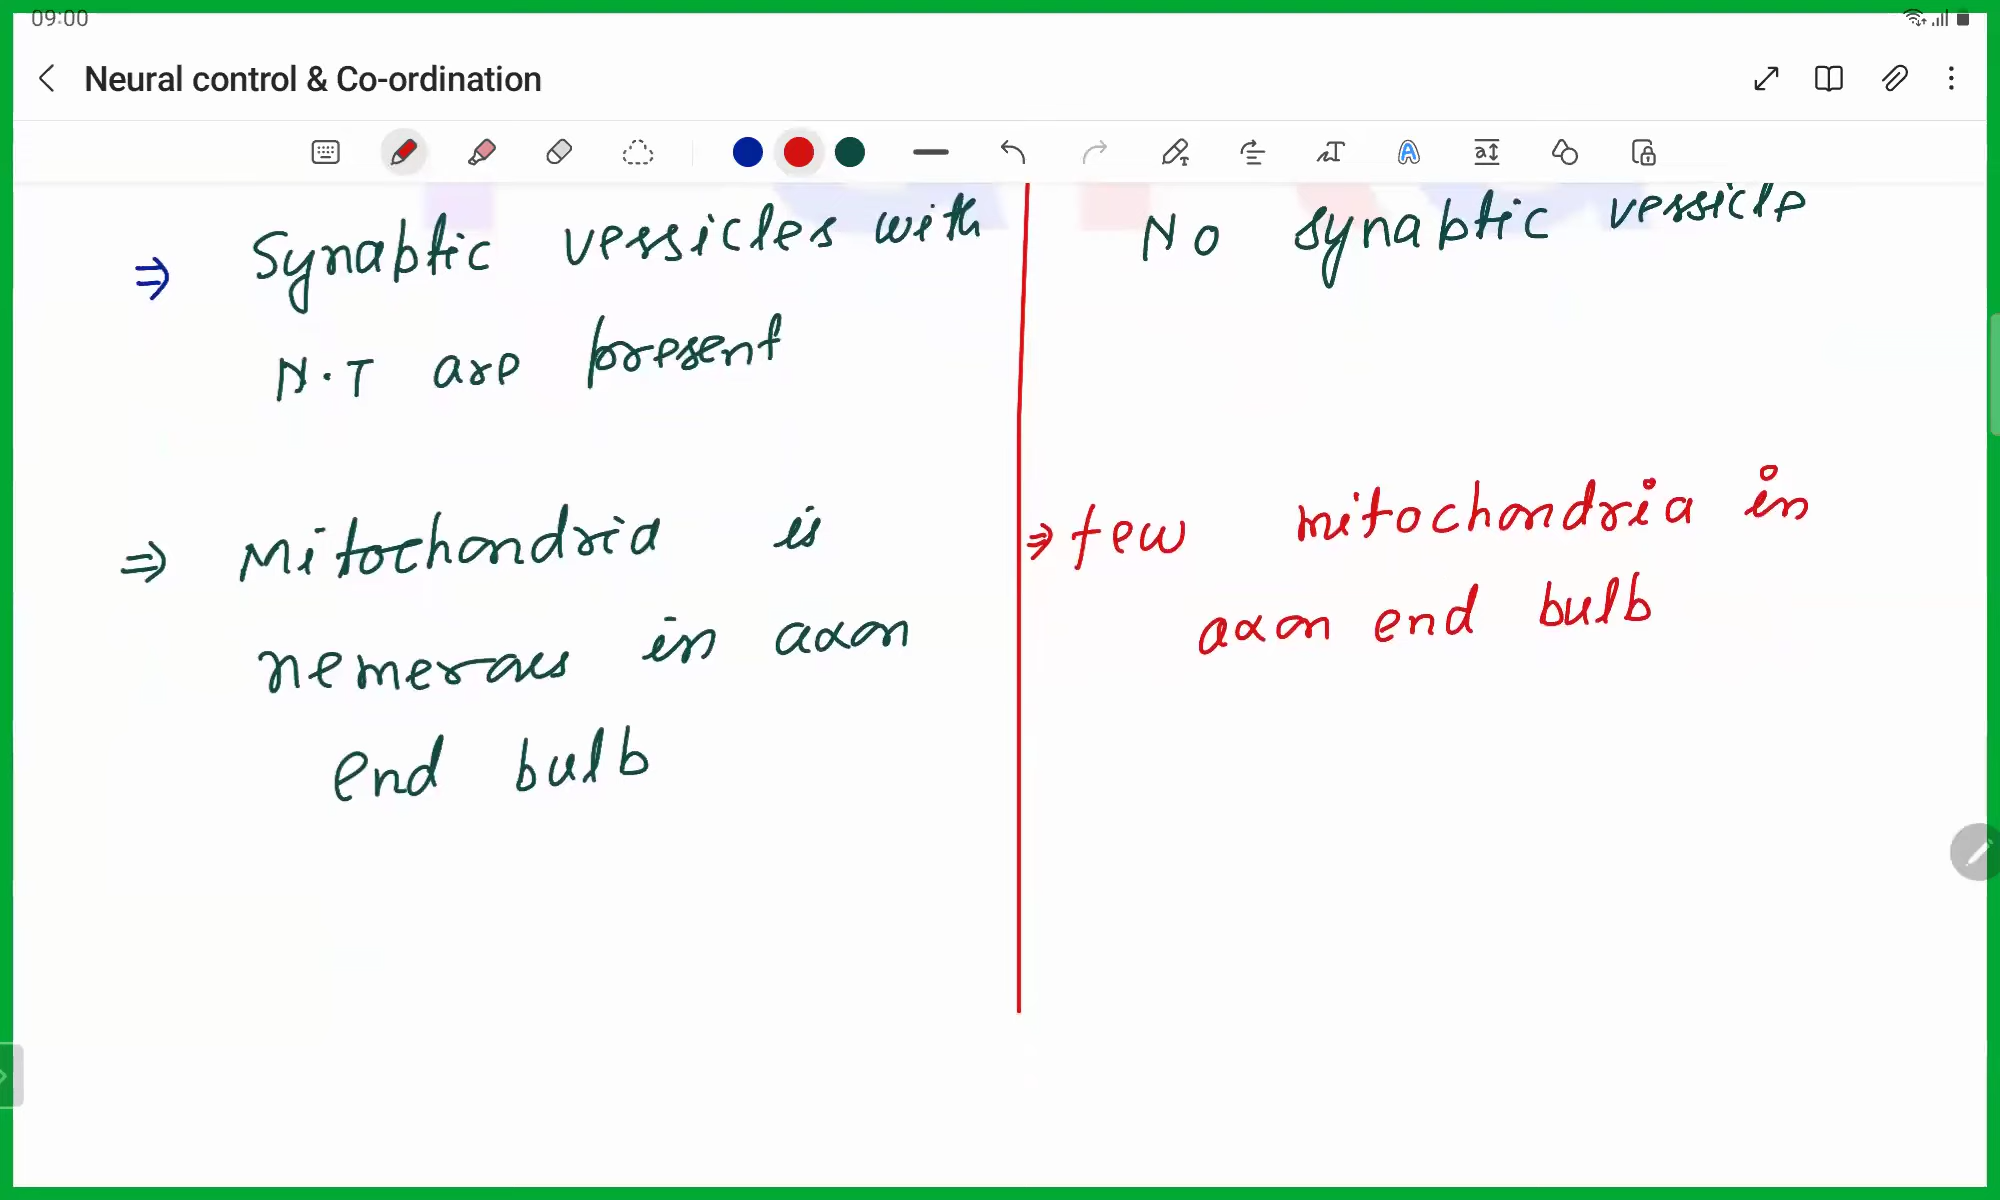 09:00
Neural control & Co-ordination
⇒ Synabtic vessicles with
N.T are present
No synabtic vessicle
⇒ Mitochondria is
nemerous in axon
end bulb
⇒ few mitochondria in
axon end bulb